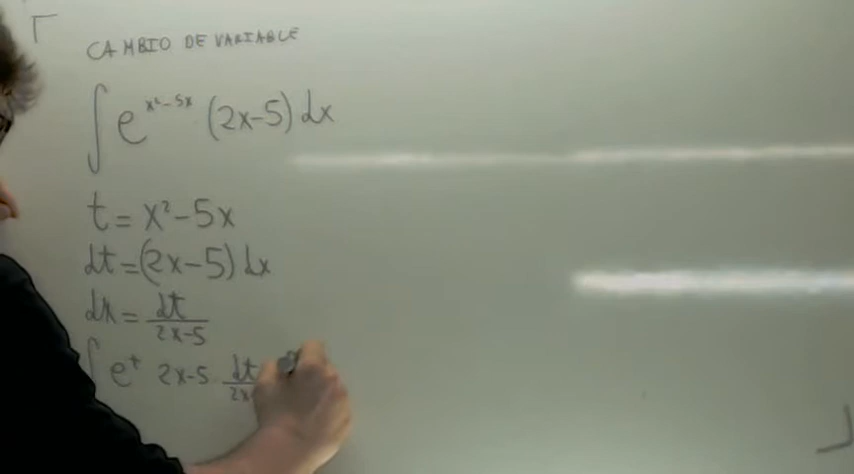 CAMBIO DE VARIABLE
∫ e^(x²-5x) (2x-5) dx
t = x²-5x
dt = (2x-5) dx
dx = dt/(2x-5)
∫ e^t 2x-5 dt/2x